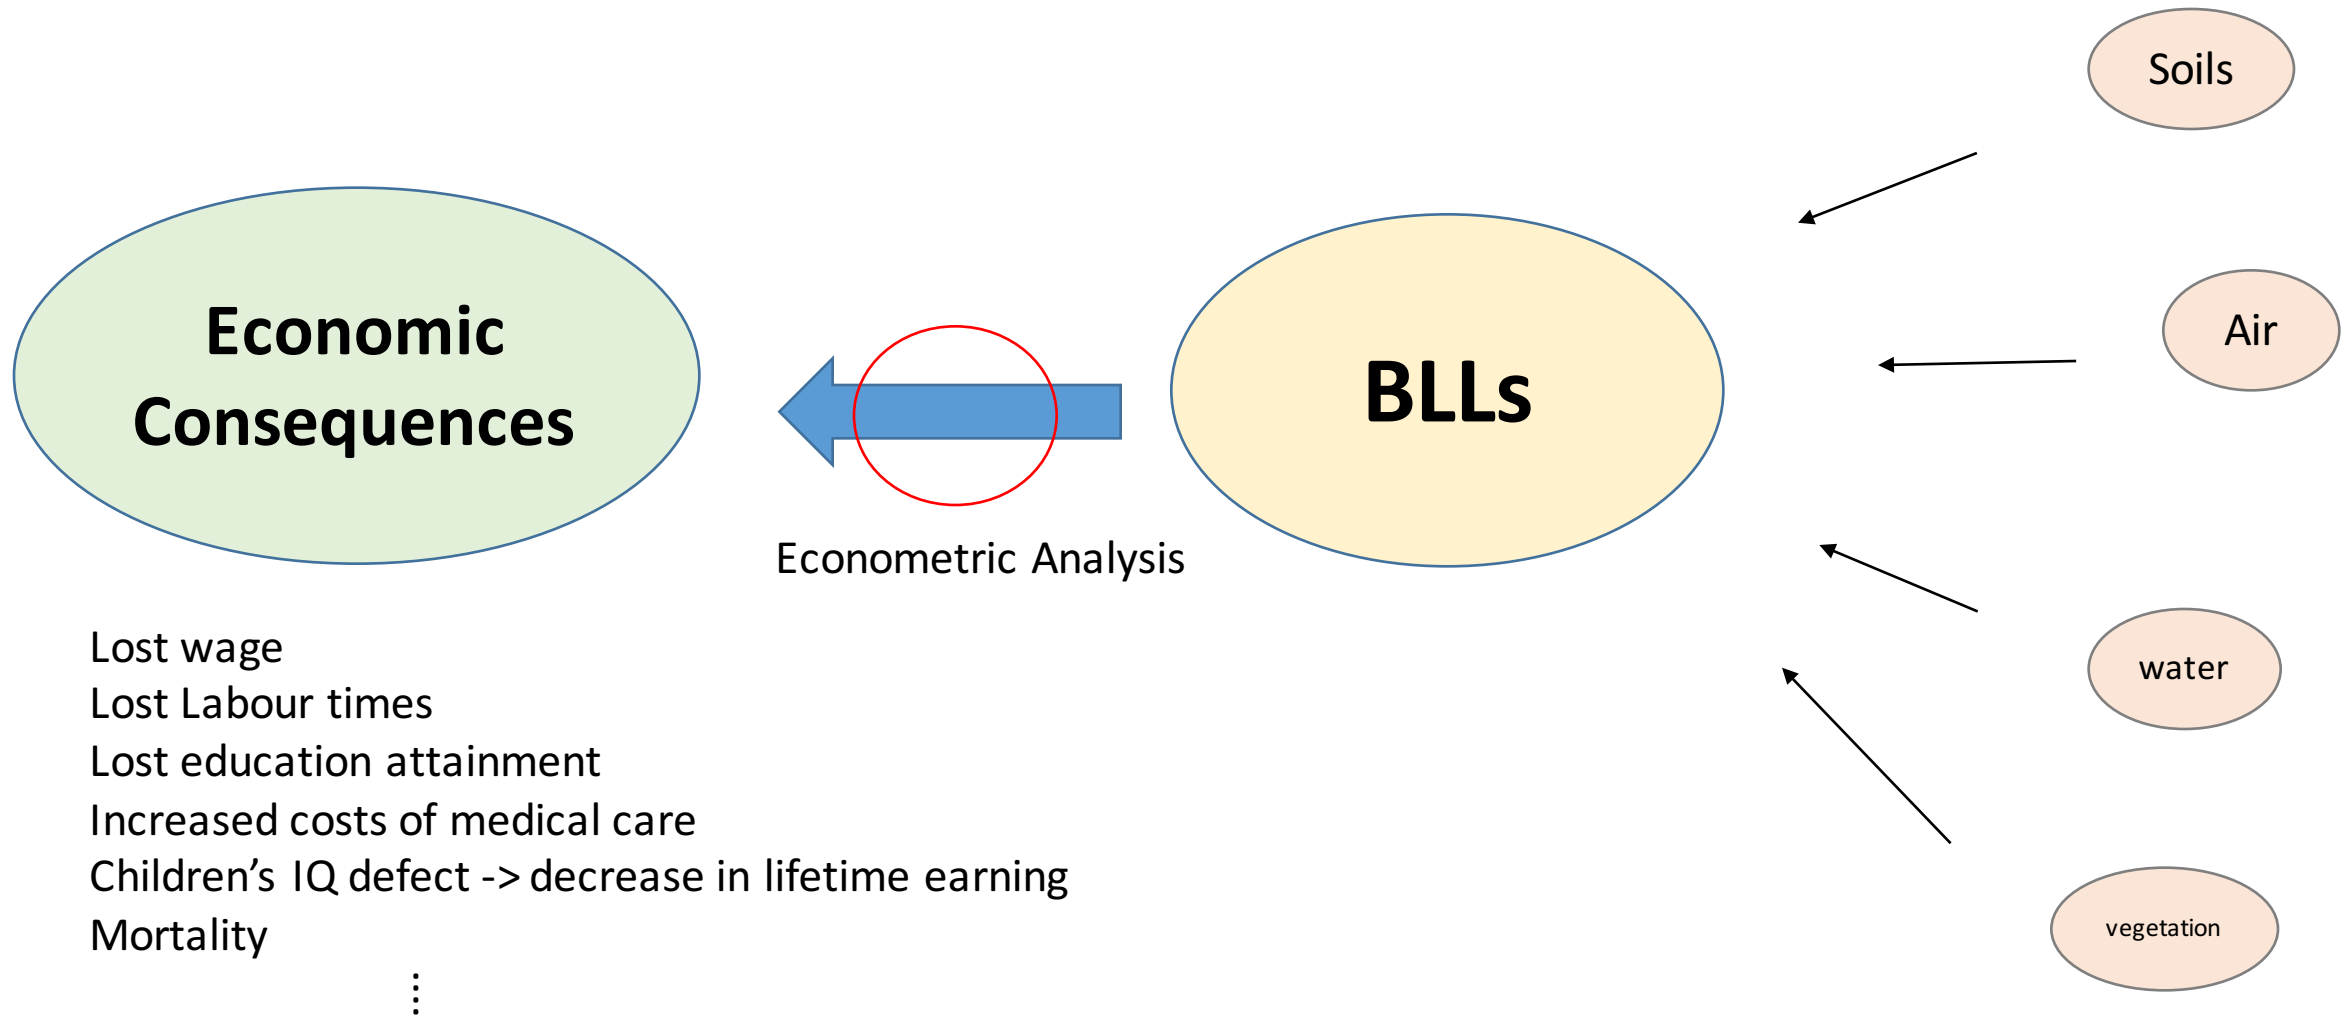 Soils
Economic
Consequences
BLLs
Air
Econometric Analysis
water
vegetation
Lost wage
Lost Labour times
Lost education attainment
Increased costs of medical care
Children’s IQ defect -> decrease in lifetime earning
Mortality